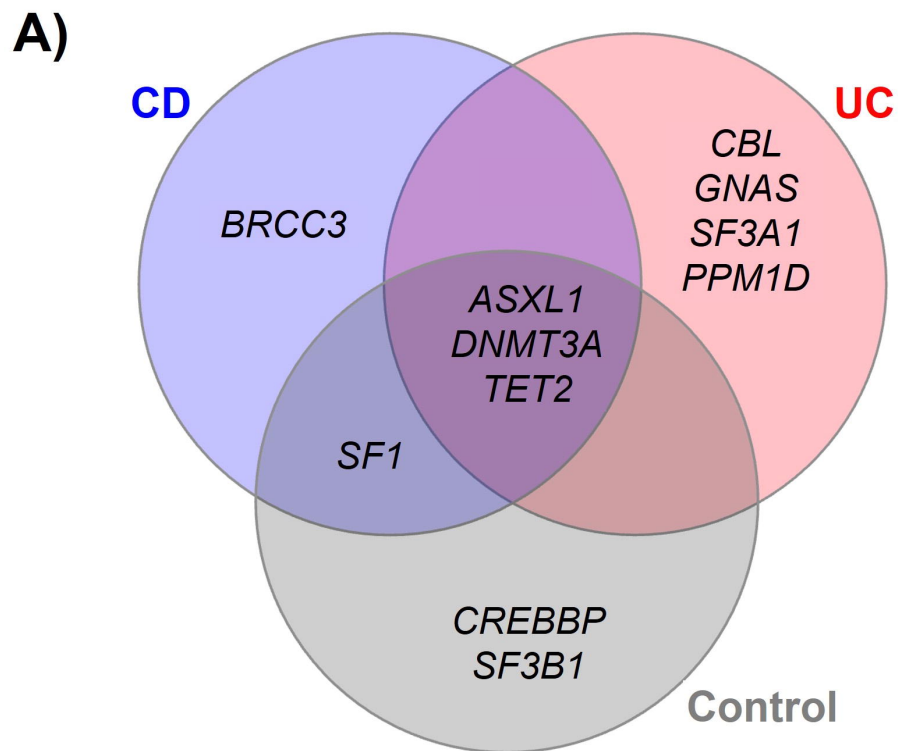 A)
CD
UC
CBL
GNAS
SF3A1
PPM1D
BRCC3
ASXL1
DNMT3A
TET2
SF1
CREBBP
SF3B1
Control